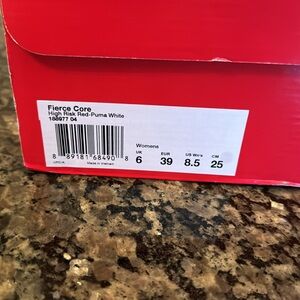 Fierce Core
High Risk Red-Puma White
188977 04
Womens
UK EUR US Wo's CM
6 39 8.5 25
8 89181 68490 8
Made in Vietnam